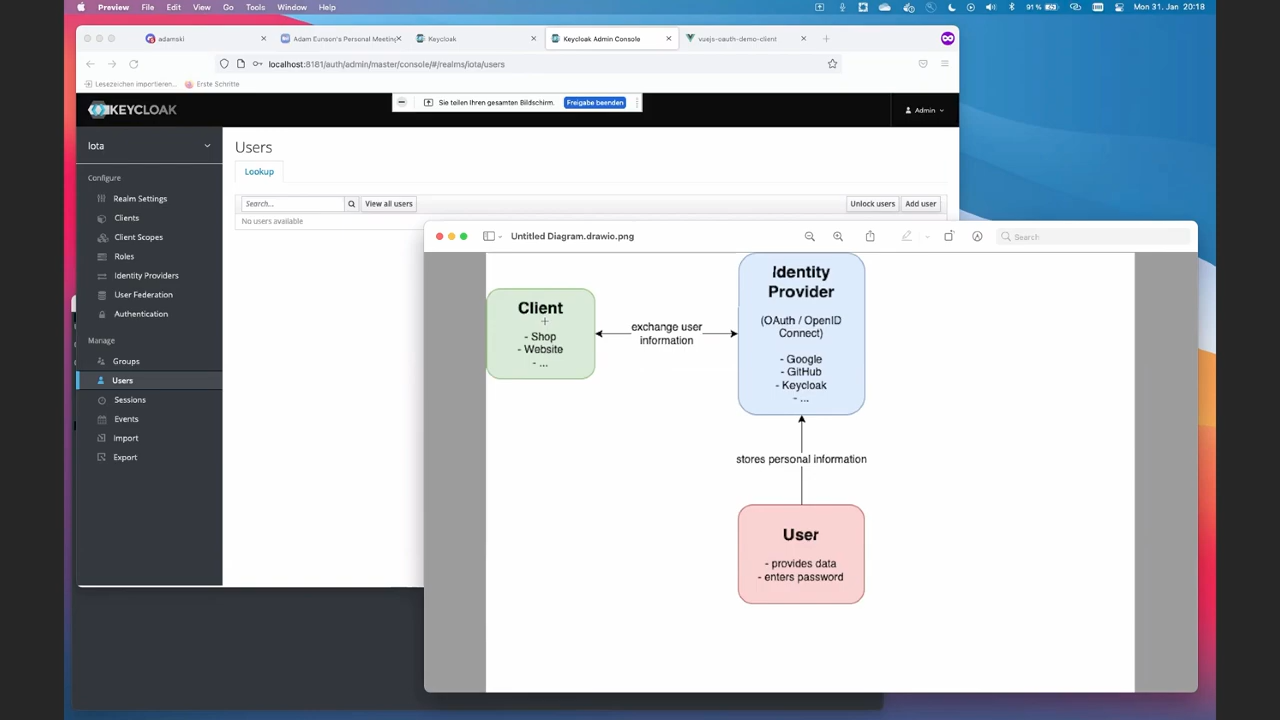 Preview File Edit View Go Tools Window Help
91 % Mon 31. Jan 20:18
adamskl
Adam Eunson's Personal Meeting
Keycloak
Keycloak Admin Console
vuejs-oauth-demo-client
localhost:8181/auth/admin/master/console/#/realms/iota/users
Lesezeichen importieren...
Erste Schritte
KEYCLOAK
Sie teilen Ihren gesamten Bildschirm.
Freigabe beenden
Admin
Iota
Configure
Realm Settings
Clients
Client Scopes
Roles
Identity Providers
User Federation
Authentication
Manage
Groups
Users
Sessions
Events
Import
Export
Users
Lookup
Search...
View all users
Unlock users
Add user
No users available
Untitled Diagram.drawio.png
Search
Client
- Shop
- Website
- ...
exchange user
information
Identity
Provider
(OAuth / OpenID
Connect)
- Google
- GitHub
- Keycloak
- ...
stores personal information
User
- provides data
- enters password